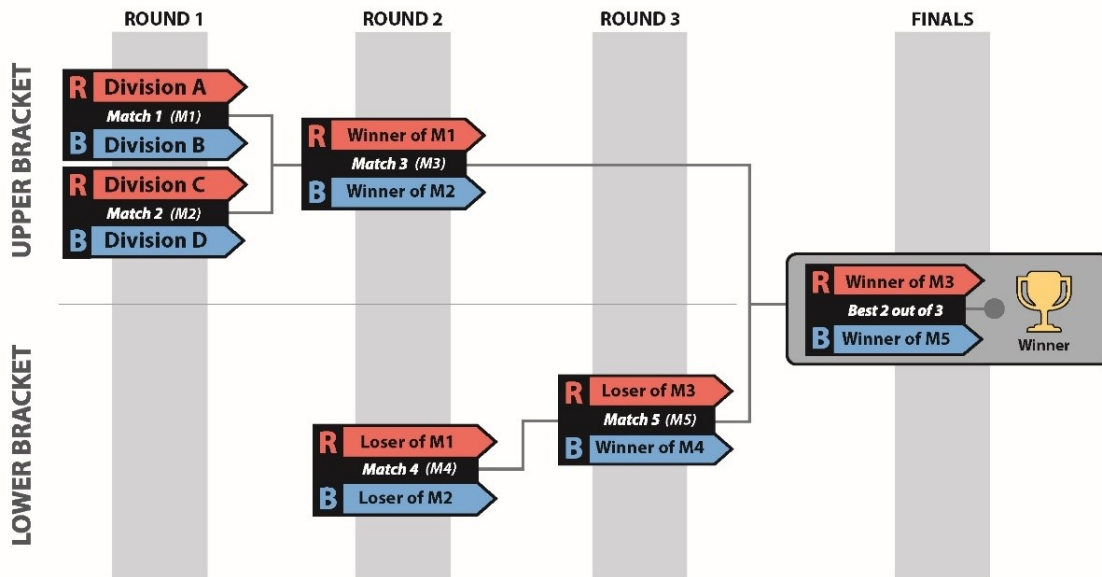 ROUND 1
ROUND 2
ROUND 3
FINALS
UPPER BRACKET
R Division A
Match 1 (M1)
B Division B
R Division C
Match 2 (M2)
B Division D
R Winner of M1
Match 3 (M3)
B Winner of M2
LOWER BRACKET
R Loser of M1
Match 4 (M4)
B Loser of M2
R Loser of M3
Match 5 (M5)
B Winner of M4
R Winner of M3
Best 2 out of 3
B Winner of M5
Winner